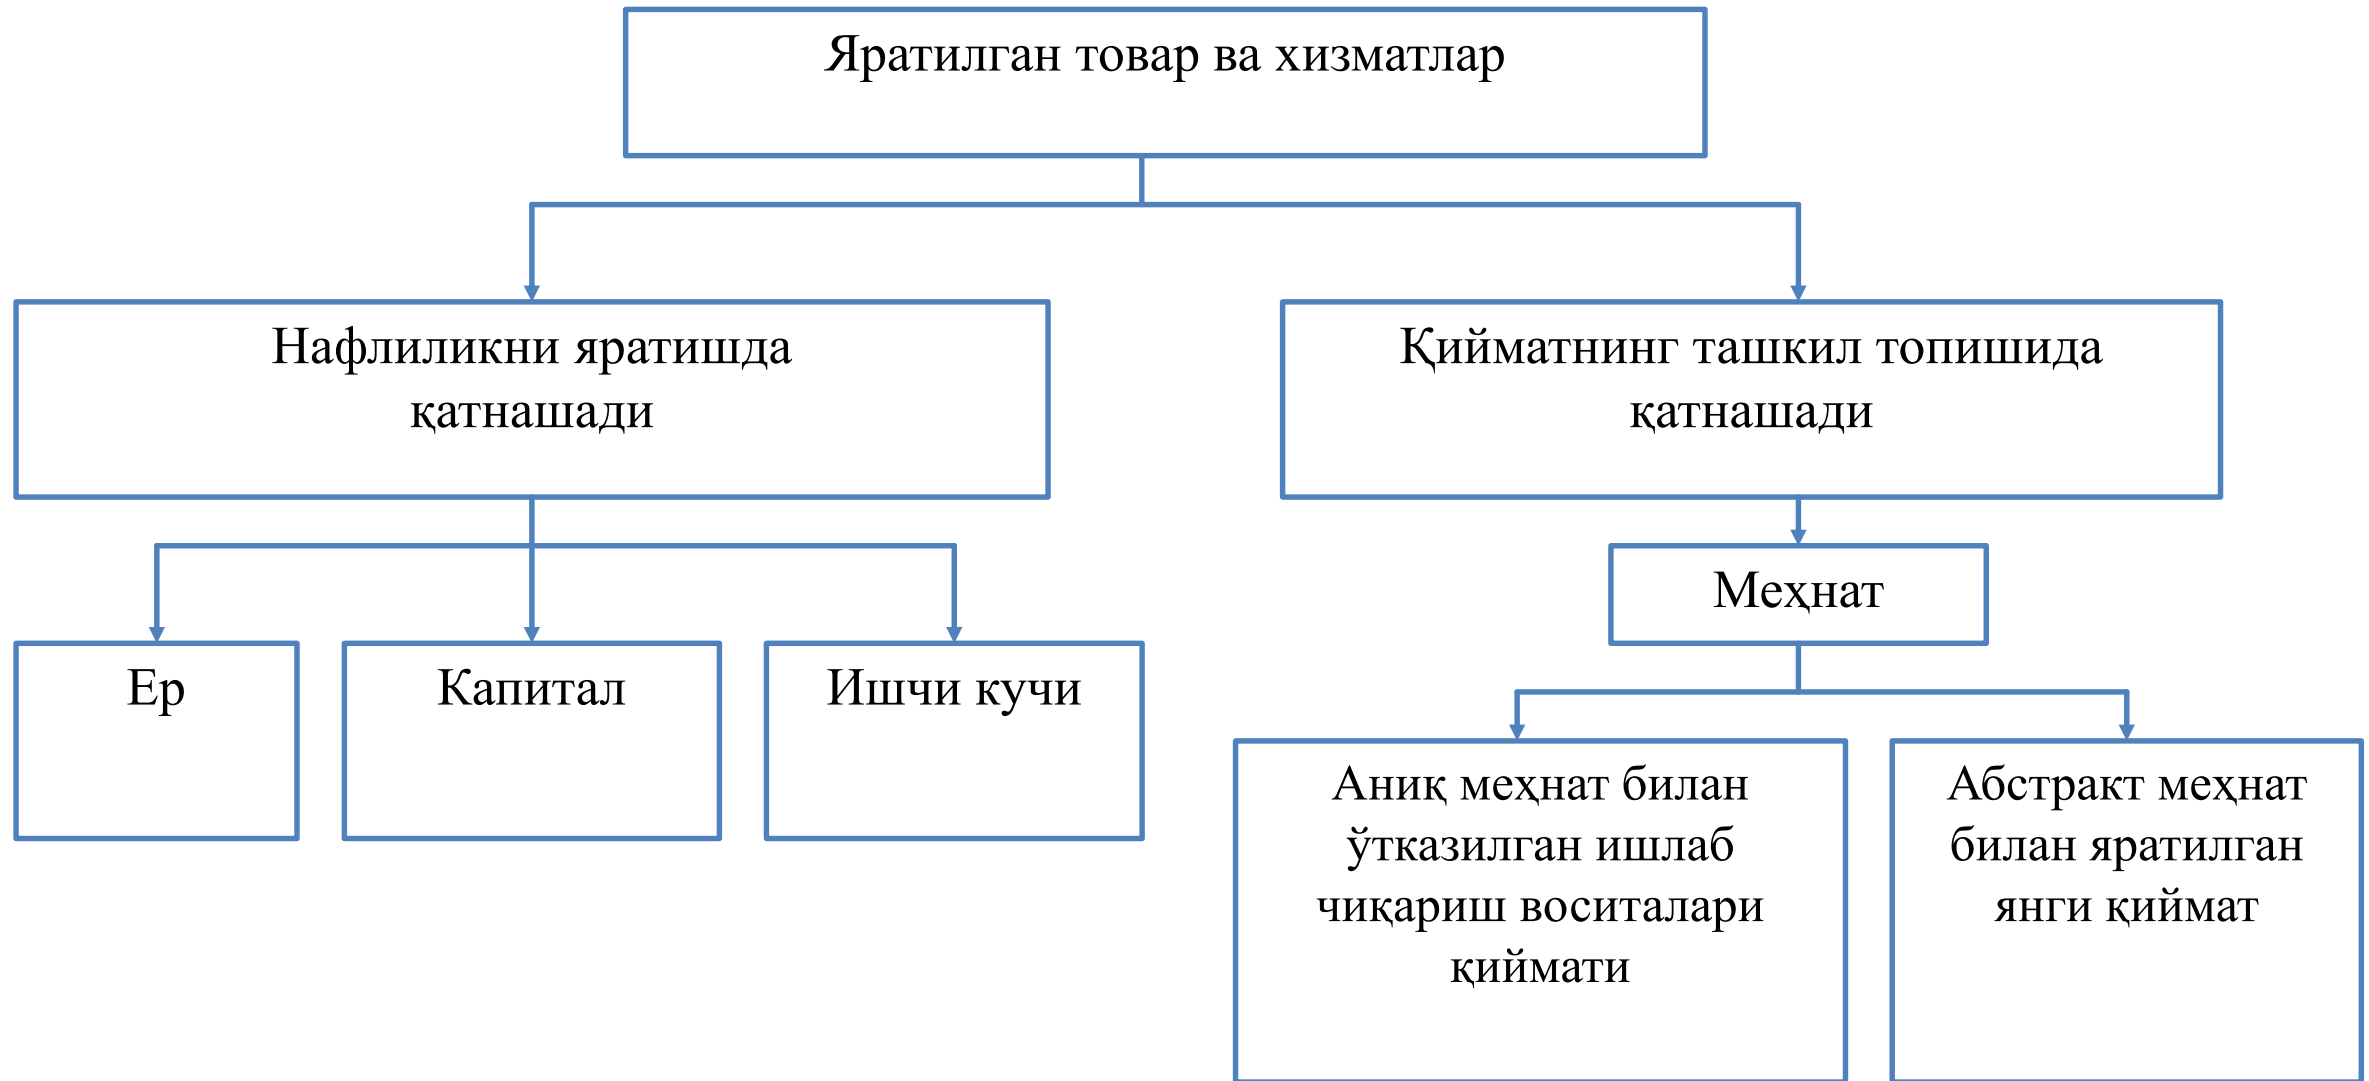 Яратилган товар ва хизматлар
Нафлиликни яратишда
қатнашади
Қийматнинг ташкил топишида
қатнашади
Меҳнат
Ер
Капитал
Ишчи кучи
Аниқ меҳнат билан
ўтказилган ишлаб
чиқариш воситалари
қиймати
Абстракт меҳнат
билан яратилган
янги қиймат